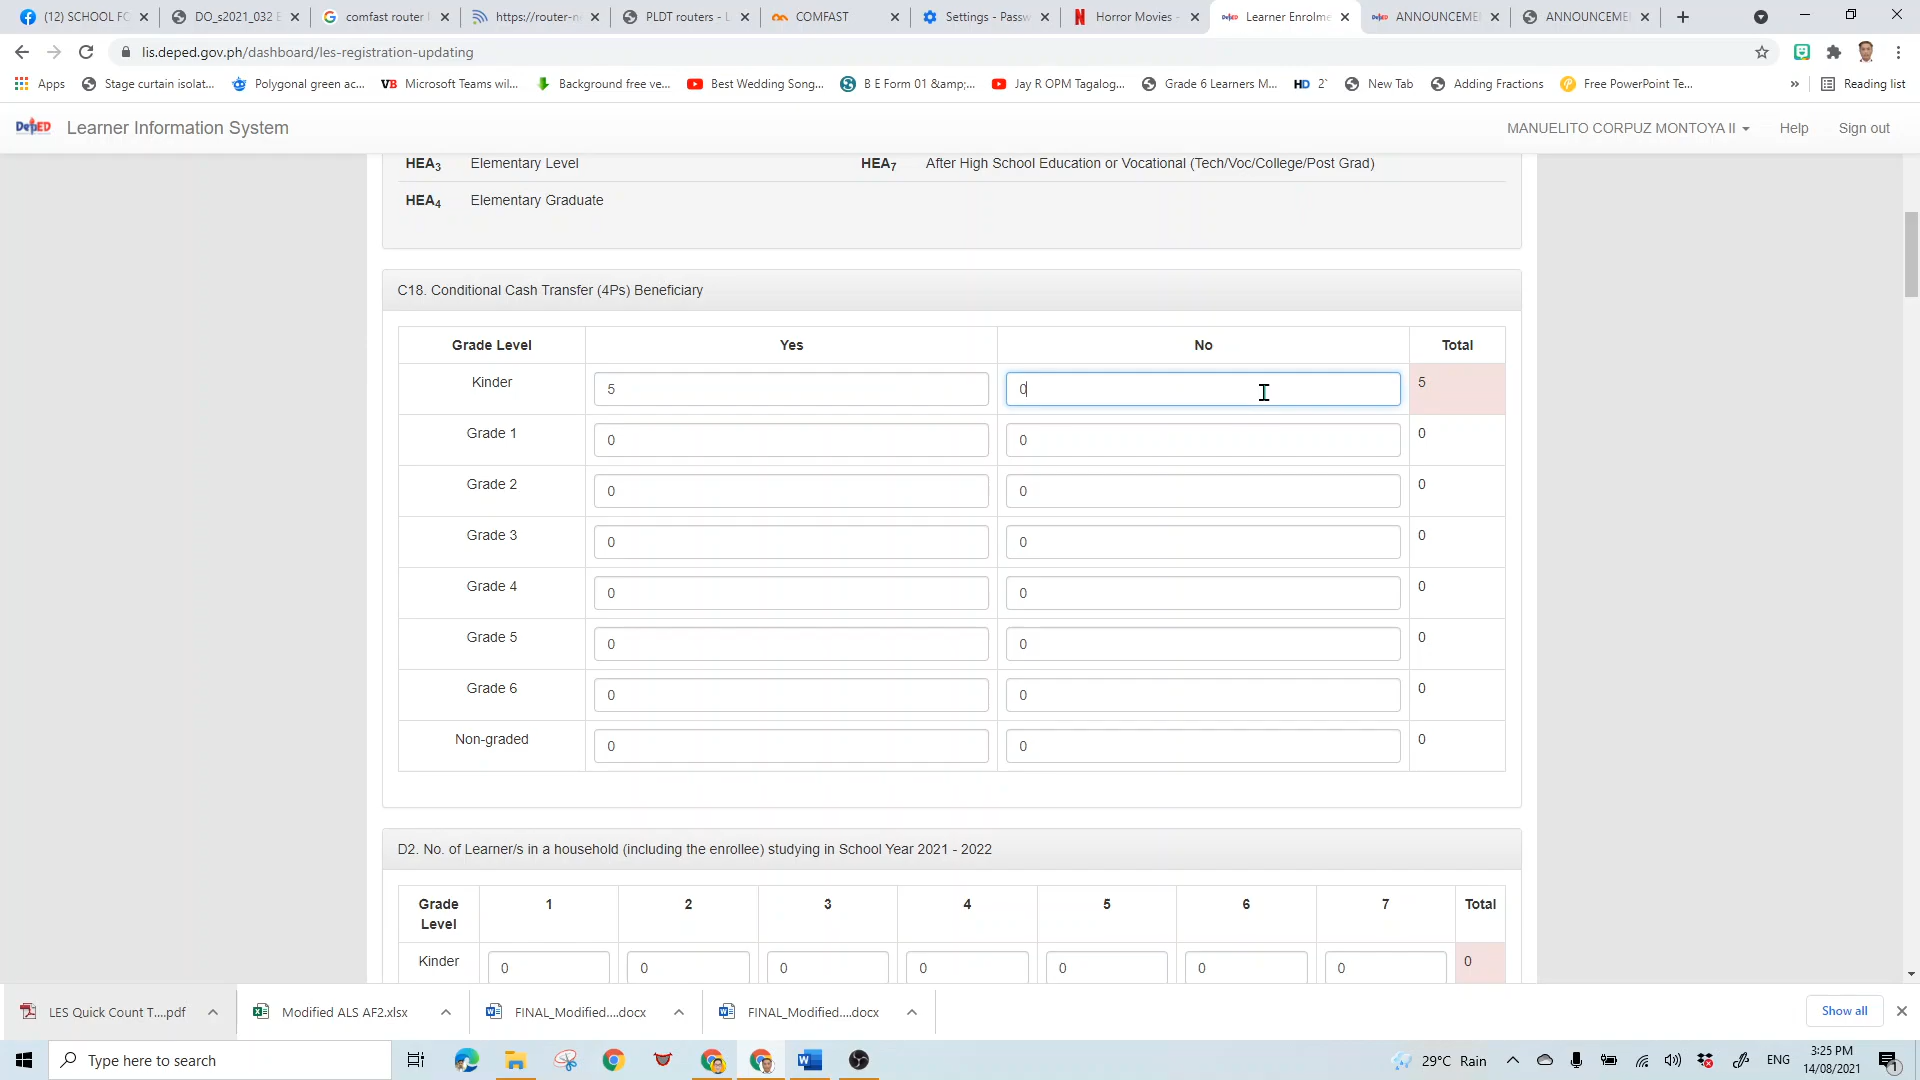 (12) SCHOOL FO
DO_s2021_032 E
comfast router l
https://router-n
PLDT routers - L
COMFAST
Settings - Passw
Horror Movies -
Learner Enrolme
ANNOUNCEME
ANNOUNCEME
lis.deped.gov.ph/dashboard/les-registration-updating
Apps
Stage curtain isolat...
Polygonal green ac...
VB Microsoft Teams wil...
Background free ve...
Best Wedding Song...
B E Form 01 &amp;...
Jay R OPM Tagalog...
Grade 6 Learners M...
HD 2`
New Tab
Adding Fractions
Free PowerPoint Te...
»
Reading list
DepED
Learner Information System
MANUELITO CORPUZ MONTOYA II
Help
Sign out
HEA3 Elementary Level HEA7 After High School Education or Vocational (Tech/Voc/College/Post Grad)
HEA4 Elementary Graduate
C18. Conditional Cash Transfer (4Ps) Beneficiary
Grade Level Yes No Total
Kinder 5 0 5
Grade 1 0 0 0
Grade 2 0 0 0
Grade 3 0 0 0
Grade 4 0 0 0
Grade 5 0 0 0
Grade 6 0 0 0
Non-graded 0 0 0
D2. No. of Learner/s in a household (including the enrollee) studying in School Year 2021 - 2022
Grade Level 1 2 3 4 5 6 7 Total
Kinder 0 0 0 0 0 0 0 0
LES Quick Count T....pdf
Modified ALS AF2.xlsx
FINAL_Modified....docx
FINAL_Modified....docx
Show all
Type here to search
29°C Rain
ENG
3:25 PM
14/08/2021
1